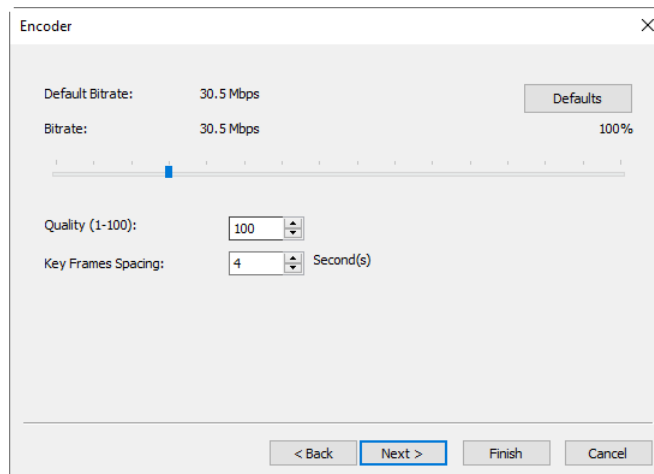 Encoder
Default Bitrate: 30.5 Mbps Defaults
Bitrate: 30.5 Mbps 100%
Quality (1-100): 100
Key Frames Spacing: 4 Second(s)
< Back Next > Finish Cancel